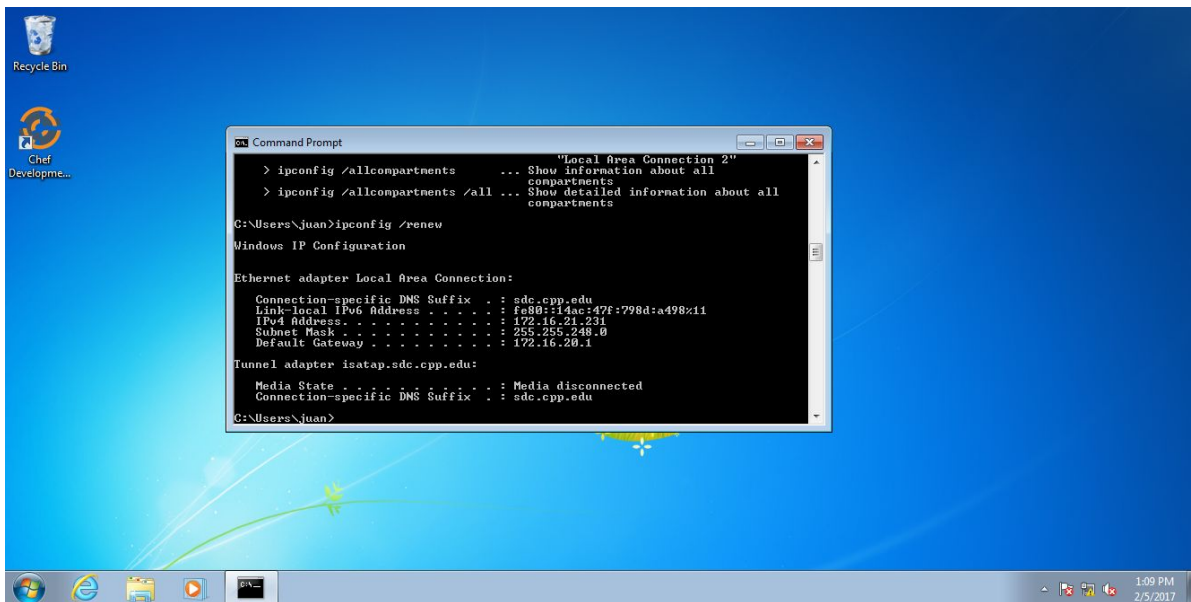 Recycle Bin
Chef
Developme...
Command Prompt
"Local Area Connection 2"
> ipconfig /allcompartments ... Show information about all
compartments
> ipconfig /allcompartments /all ... Show detailed information about all
compartments
C:\Users\juan>ipconfig /renew
Windows IP Configuration
Ethernet adapter Local Area Connection:
Connection-specific DNS Suffix . : sdc.cpp.edu
Link-local IPv6 Address . . . . . : fe80::14ac:47f:798d:a498%11
IPv4 Address. . . . . . . . . . . : 172.16.21.231
Subnet Mask . . . . . . . . . . . : 255.255.248.0
Default Gateway . . . . . . . . . : 172.16.20.1
Tunnel adapter isatap.sdc.cpp.edu:
Media State . . . . . . . . . . . : Media disconnected
Connection-specific DNS Suffix . : sdc.cpp.edu
C:\Users\juan>
1:09 PM
2/5/2017